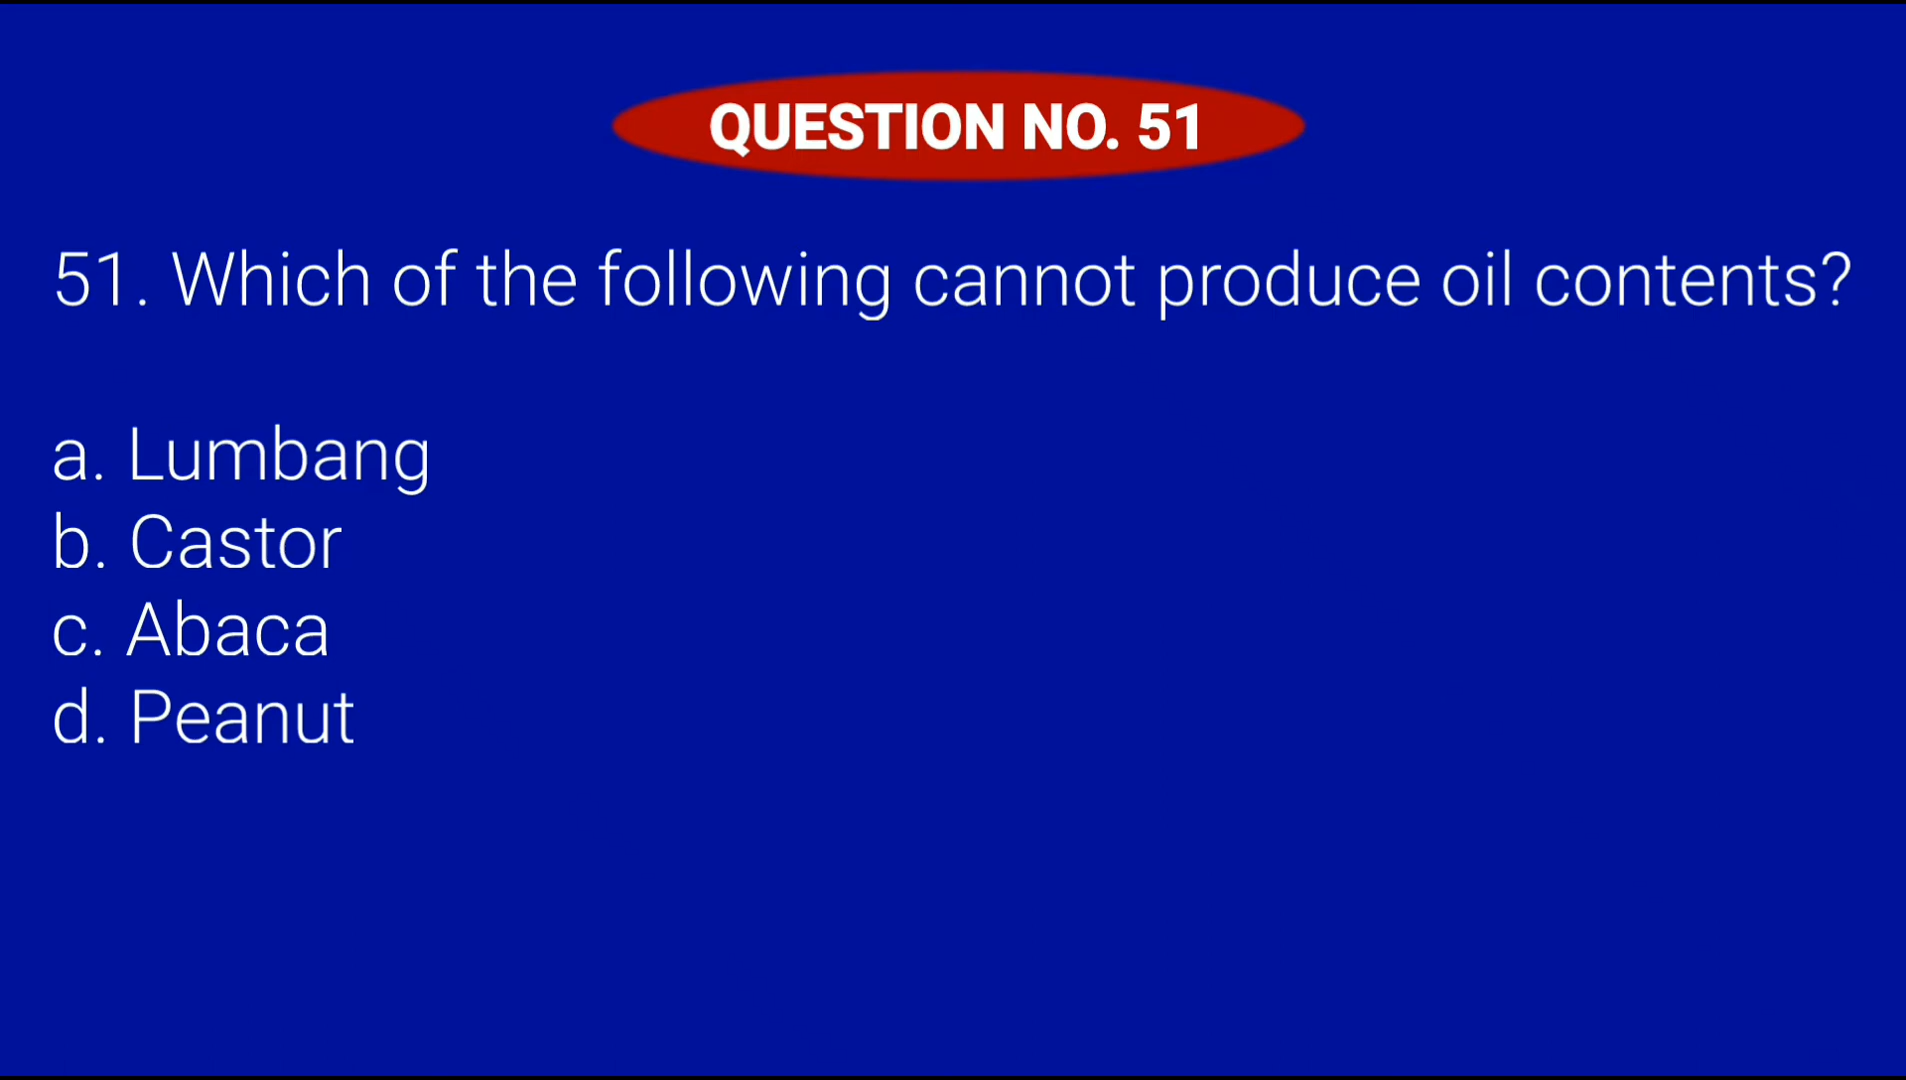 QUESTION NO. 51
51. Which of the following cannot produce oil contents?
a. Lumbang
b. Castor
c. Abaca
d. Peanut